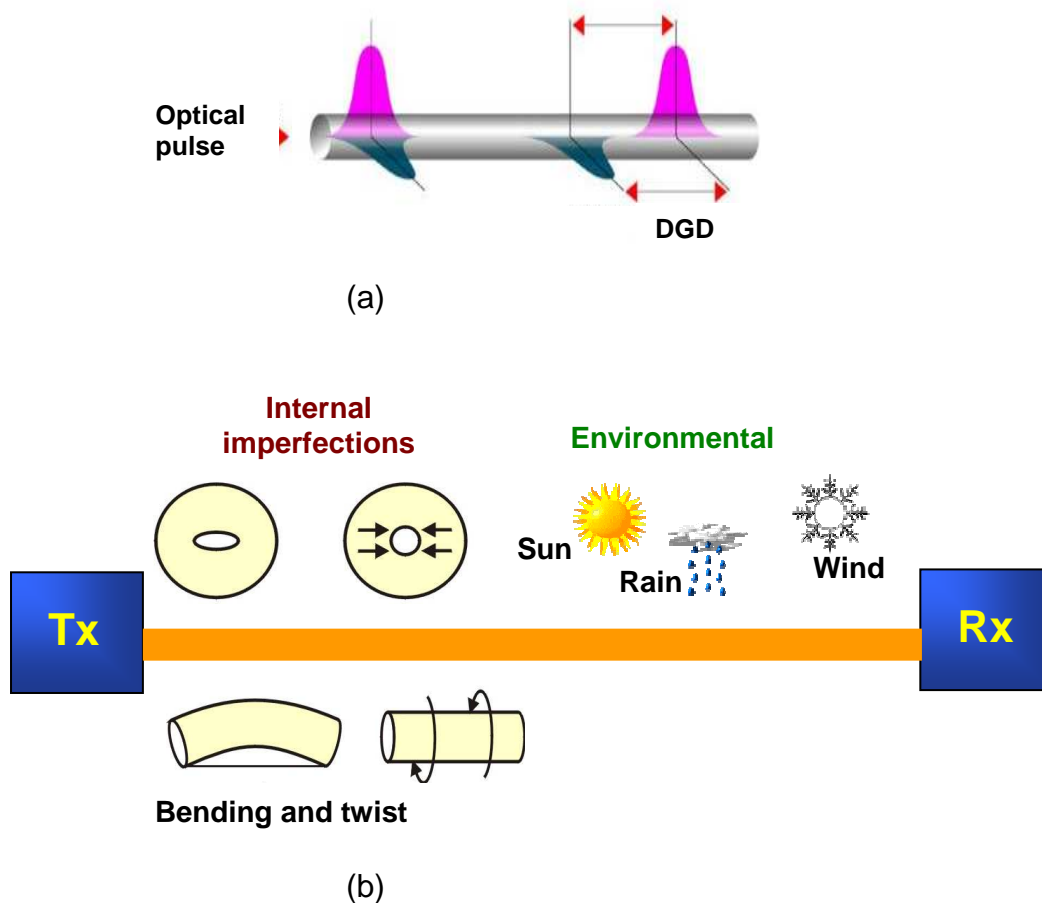 Optical
pulse
DGD
(a)
Internal
imperfections
Environmental
Sun
Rain
Wind
Tx
Rx
Bending and twist
(b)